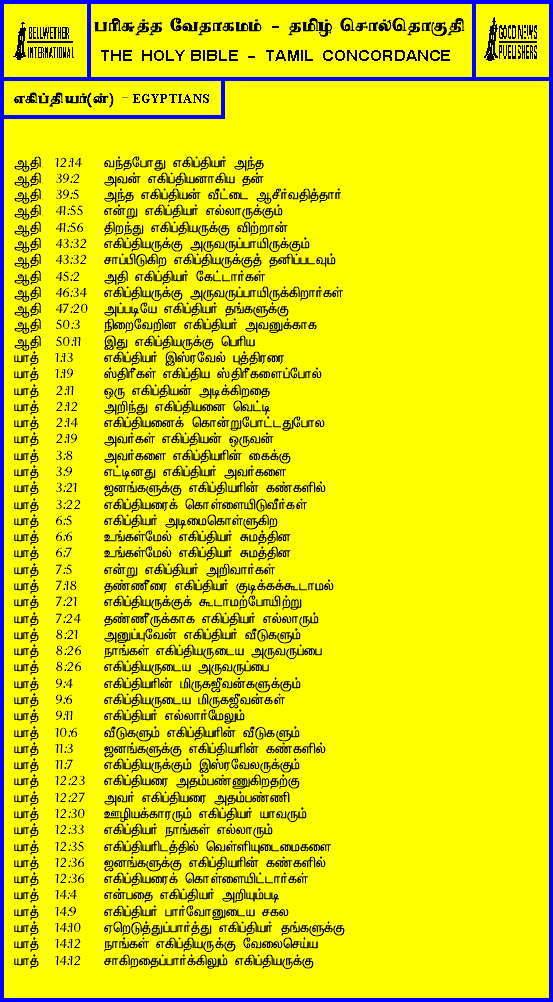 BELLWETHER
INTERNATIONAL
பரிசுத்த வேதாகமம் - தமிழ் சொல்தொகுதி
THE HOLY BIBLE - TAMIL CONCORDANCE
GOOD NEWS
PUBLISHERS
எகிப்தியர்(ன்) - EGYPTIANS
ஆதி 12:14 வந்தபோது எகிப்தியர் அந்த
ஆதி 39:2 அவன் எகிப்தியனாகிய தன்
ஆதி 39:5 அந்த எகிப்தியன் வீட்டை ஆசீர்வதித்தார்
ஆதி 41:55 என்று எகிப்தியர் எல்லாருக்கும்
ஆதி 41:56 திறந்து எகிப்தியருக்கு விற்றான்
ஆதி 43:32 எகிப்தியருக்கு அருவருப்பாயிருக்கும்
ஆதி 43:32 சாப்பிடுகிற எகிப்தியருக்குத் தனிப்படவும்
ஆதி 45:2 அதி எகிப்தியர் கேட்டார்கள்
ஆதி 46:34 எகிப்தியருக்கு அருவருப்பாயிருக்கிறார்கள்
ஆதி 47:20 அப்படியே எகிப்தியர் தங்களுக்கு
ஆதி 50:3 நிறைவேறின எகிப்தியர் அவனுக்காக
ஆதி 50:11 இது எகிப்தியருக்கு பெரிய
யாத் 1:13 எகிப்தியர் இஸ்ரவேல் புத்திரரை
யாத் 1:19 ஸ்திரீகள் எகிப்திய ஸ்திரீகளைப்போல்
யாத் 2:11 ஒரு எகிப்தியன் அடிக்கிறதை
யாத் 2:12 அறிந்து எகிப்தியனை வெட்டி
யாத் 2:14 எகிப்தியனைக் கொன்றுபோட்டதுபோல
யாத் 2:19 அவர்கள் எகிப்தியன் ஒருவன்
யாத் 3:8 அவர்களை எகிப்தியரின் கைக்கு
யாத் 3:9 எட்டினது எகிப்தியர் அவர்களை
யாத் 3:21 ஜனங்களுக்கு எகிப்தியரின் கண்களில்
யாத் 3:22 எகிப்தியரைக் கொள்ளையிடுவீர்கள்
யாத் 6:5 எகிப்தியர் அடிமைகொள்ளுகிற
யாத் 6:6 உங்கள்மேல் எகிப்தியர் சுமத்தின
யாத் 6:7 உங்கள்மேல் எகிப்தியர் சுமத்தின
யாத் 7:5 என்று எகிப்தியர் அறிவார்கள்
யாத் 7:18 தண்ணீரை எகிப்தியர் குடிக்கக்கூடாமல்
யாத் 7:21 எகிப்தியருக்குக் கூடாமற்போயிற்று
யாத் 7:24 தண்ணீருக்காக எகிப்தியர் எல்லாரும்
யாத் 8:21 அனுப்புவேன் எகிப்தியர் வீடுகளும்
யாத் 8:26 நாங்கள் எகிப்தியருடைய அருவருப்பை
யாத் 8:26 எகிப்தியருடைய அருவருப்பை
யாத் 9:4 எகிப்தியரின் மிருகஜீவன்களுக்கும்
யாத் 9:6 எகிப்தியருடைய மிருகஜீவன்கள்
யாத் 9:11 எகிப்தியர் எல்லார்மேலும்
யாத் 10:6 வீடுகளும் எகிப்தியரின் வீடுகளும்
யாத் 11:3 ஜனங்களுக்கு எகிப்தியரின் கண்களில்
யாத் 11:7 எகிப்தியருக்கும் இஸ்ரவேலருக்கும்
யாத் 12:23 எகிப்தியரை அதம்பண்ணுகிறதற்கு
யாத் 12:27 அவர் எகிப்தியரை அதம்பண்ணி
யாத் 12:30 ஊழியக்காரரும் எகிப்தியர் யாவரும்
யாத் 12:33 எகிப்தியர் நாங்கள் எல்லாரும்
யாத் 12:35 எகிப்தியரிடத்தில் வெள்ளியுடைமைகளை
யாத் 12:36 ஜனங்களுக்கு எகிப்தியரின் கண்களில்
யாத் 12:36 எகிப்தியரைக் கொள்ளையிட்டார்கள்
யாத் 14:4 என்பதை எகிப்தியர் அறியும்படி
யாத் 14:9 எகிப்தியர் பார்வோனுடைய சகல
யாத் 14:10 ஏறெடுத்துப்பார்த்து எகிப்தியர் தங்களுக்கு
யாத் 14:12 நாங்கள் எகிப்தியருக்கு வேலைசெய்ய
யாத் 14:12 சாகிறதைப்பார்க்கிலும் எகிப்தியருக்கு